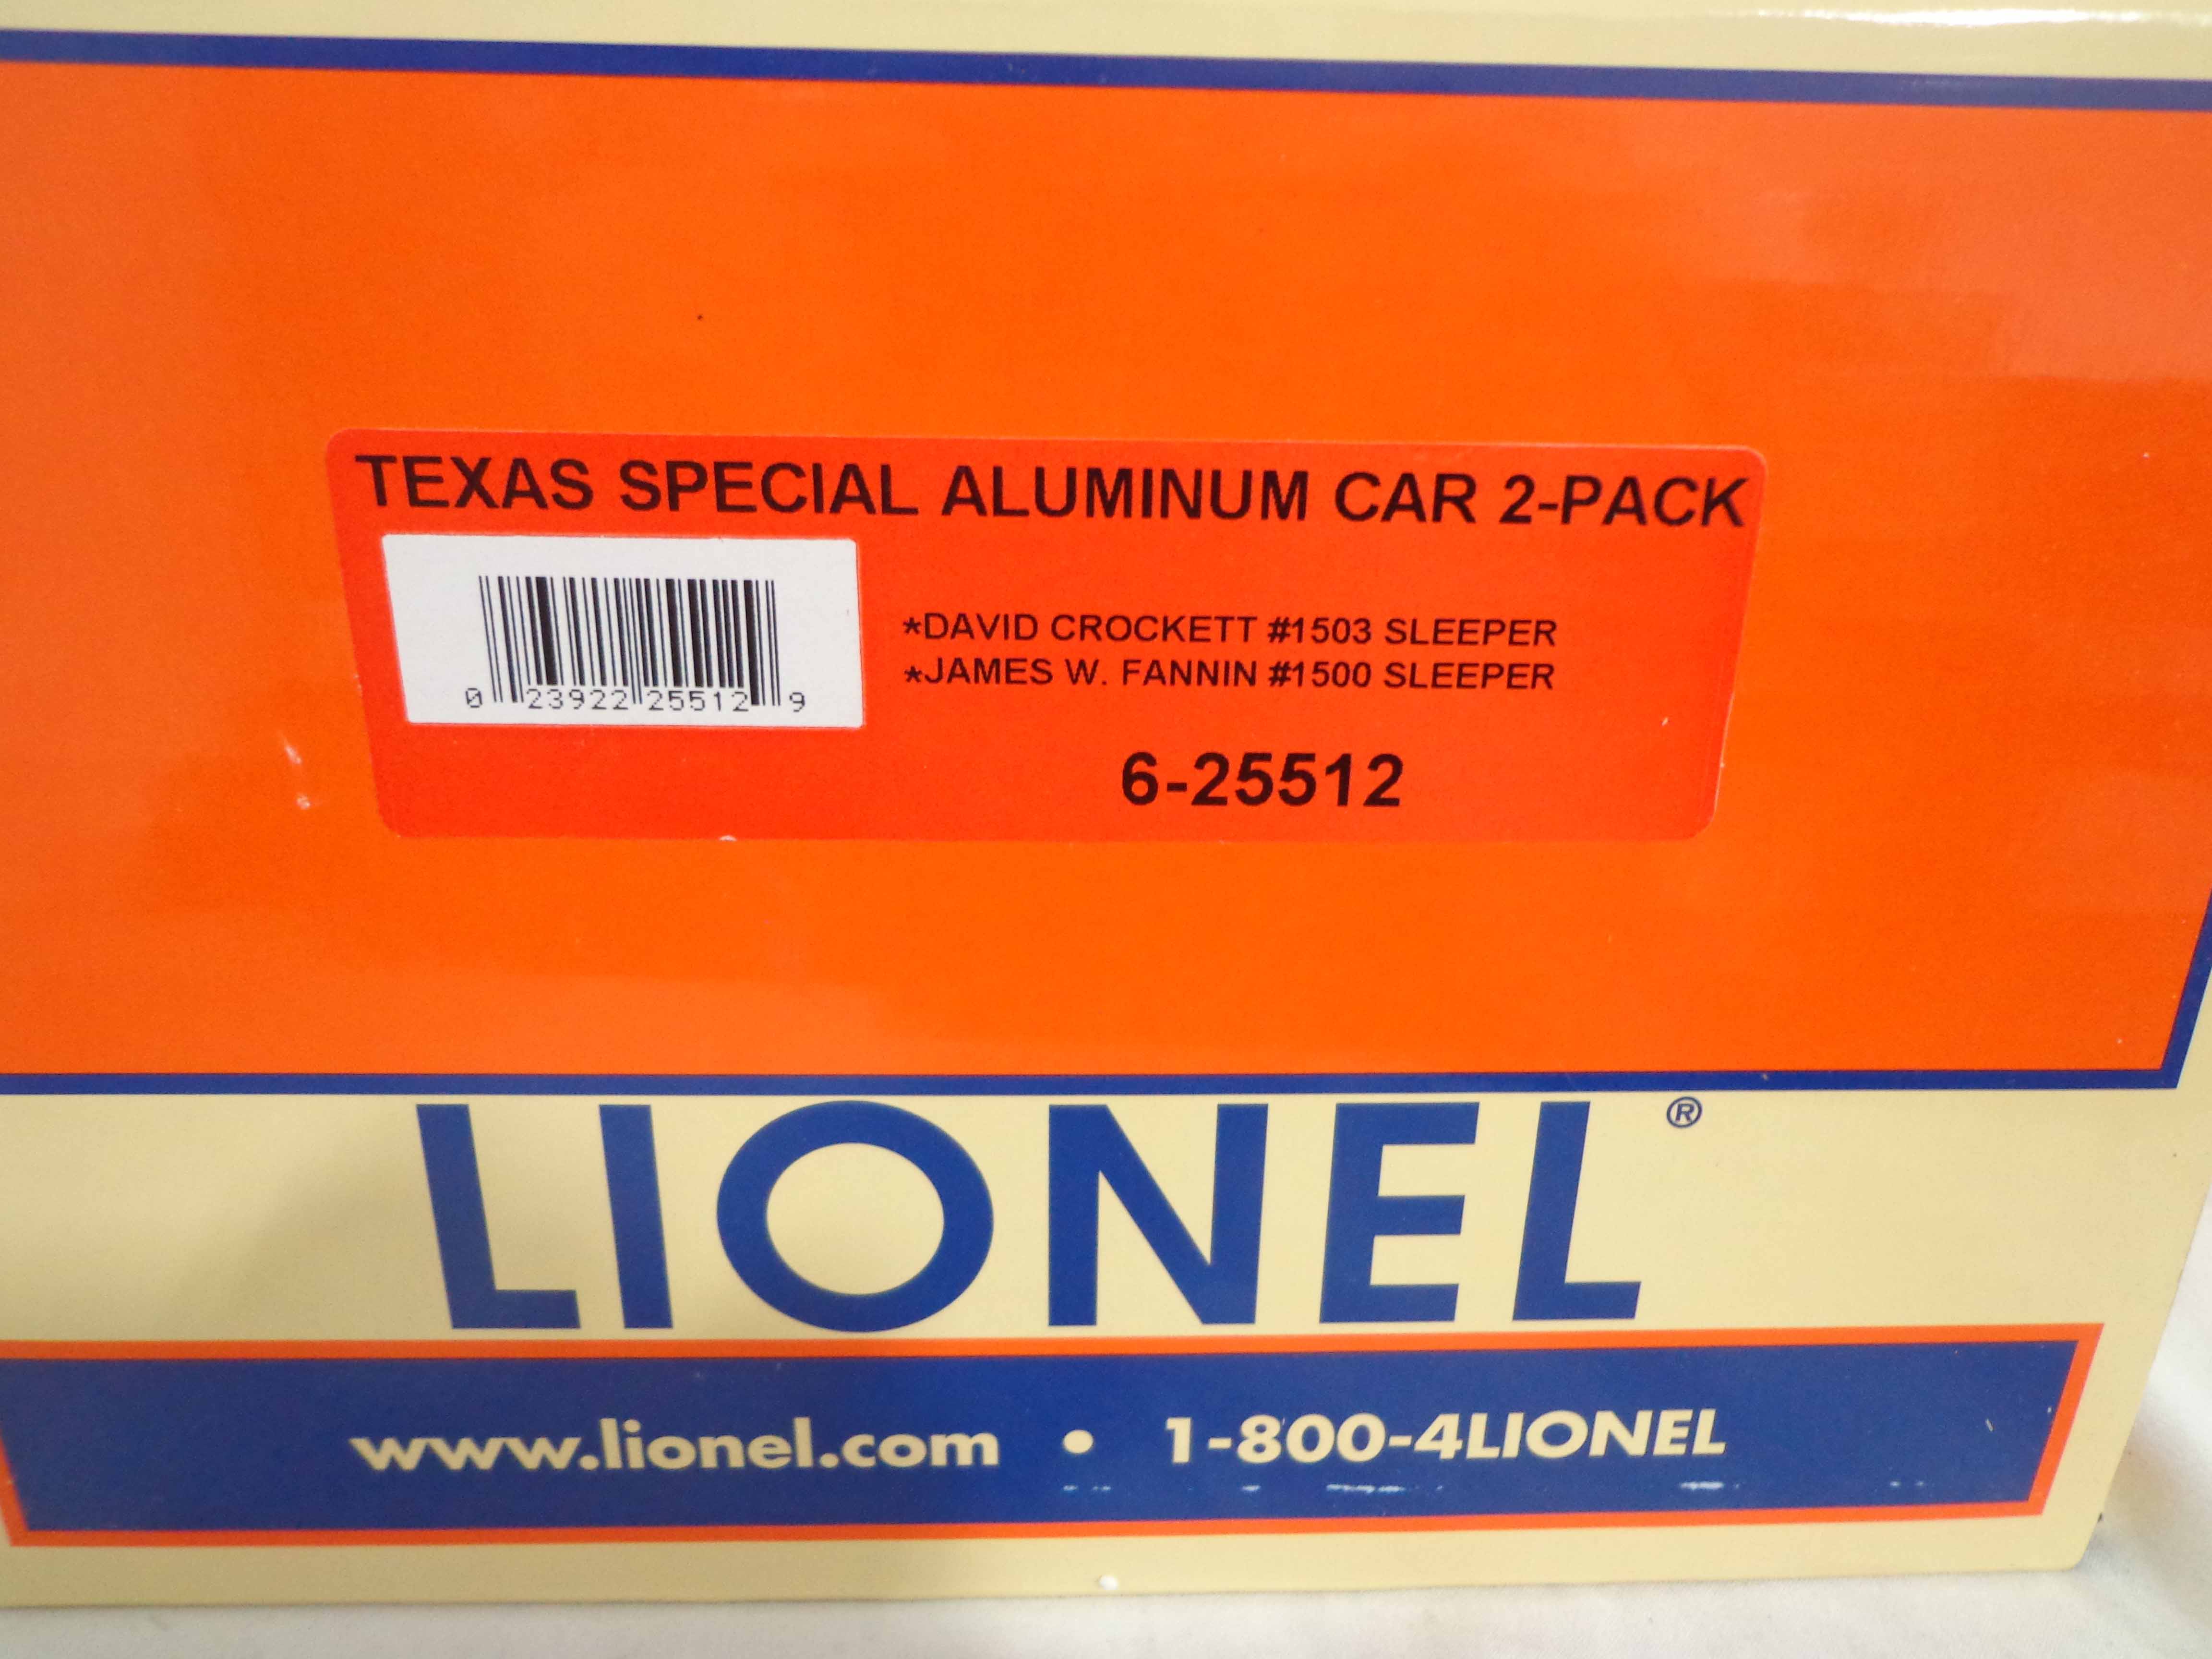 TEXAS SPECIAL ALUMINUM CAR 2-PACK
*DAVID CROCKETT #1503 SLEEPER
*JAMES W. FANNIN #1500 SLEEPER
0 23922 25512 9
6-25512
LIONEL®
www.lionel.com • 1-800-4LIONEL